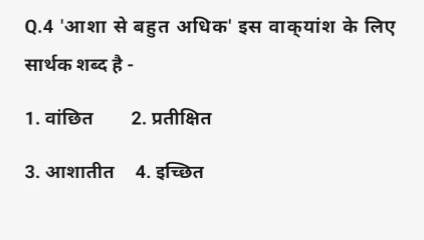 Q.4 'आशा से बहुत अधिक' इस वाक्यांश के लिए
सार्थक शब्द है -
1. वांछित 2. प्रतीक्षित
3. आशातीत 4. इच्छित